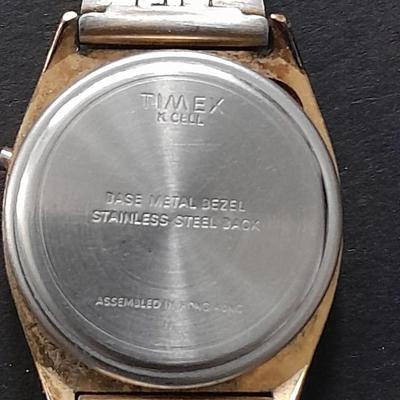 TIMEX
K CELL
BASE METAL BEZEL
STAINLESS STEEL BACK
ASSEMBLED IN HONG KONG